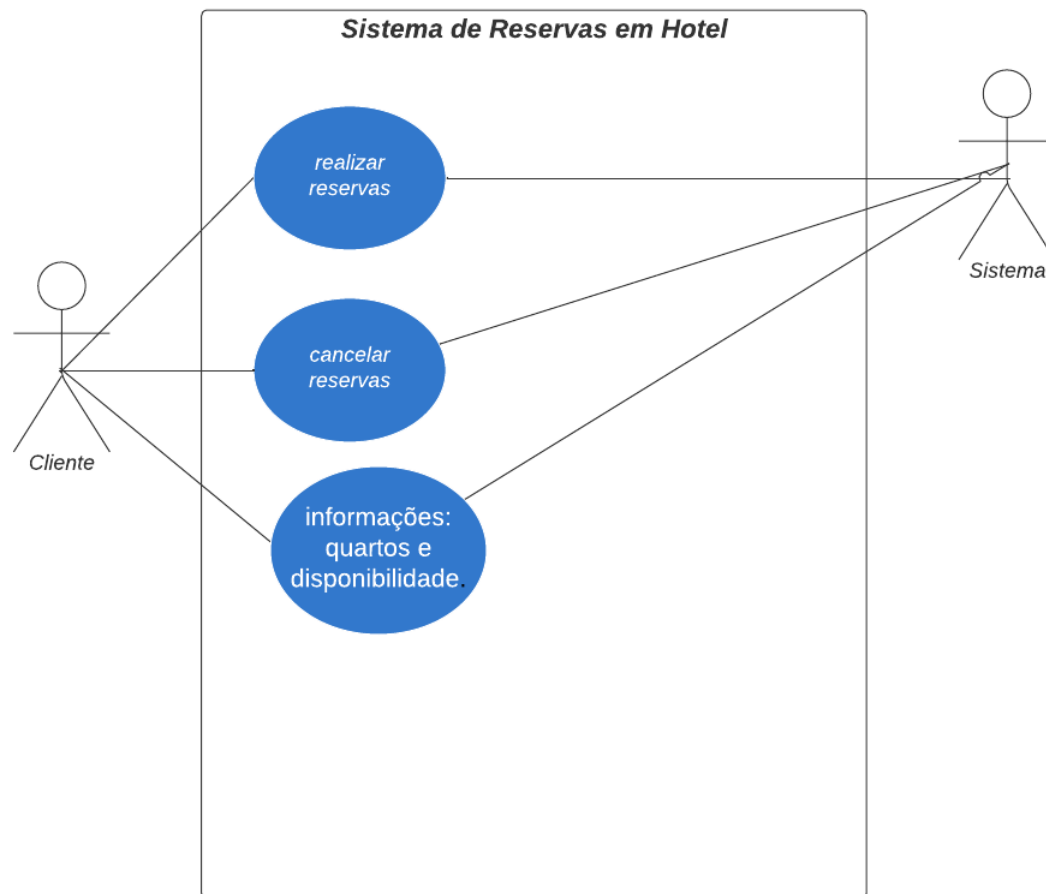 Sistema de Reservas em Hotel
realizar
reservas
Sistema
cancelar
reservas
Cliente
informações:
quartos e
disponibilidade.